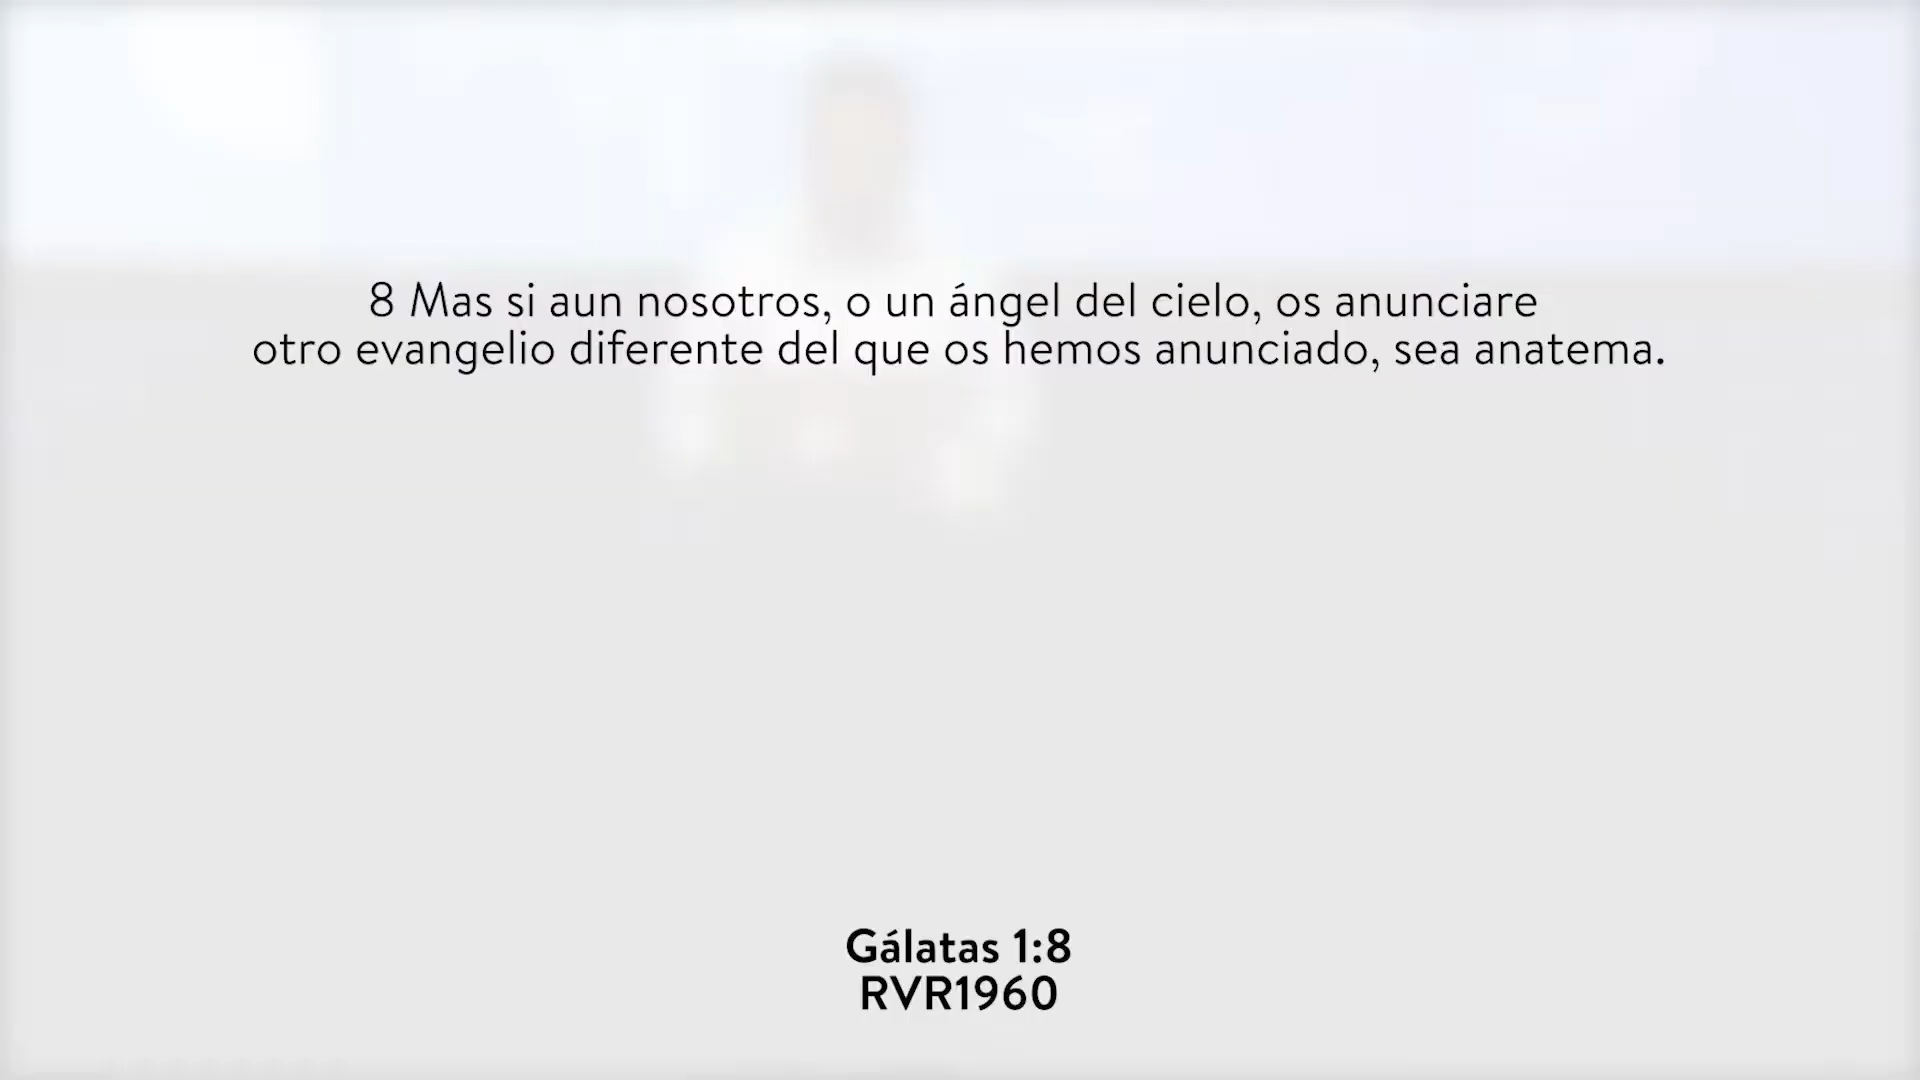 8 Mas si aun nosotros, o un ángel del cielo, os anunciare
otro evangelio diferente del que os hemos anunciado, sea anatema.
Gálatas 1:8
RVR1960